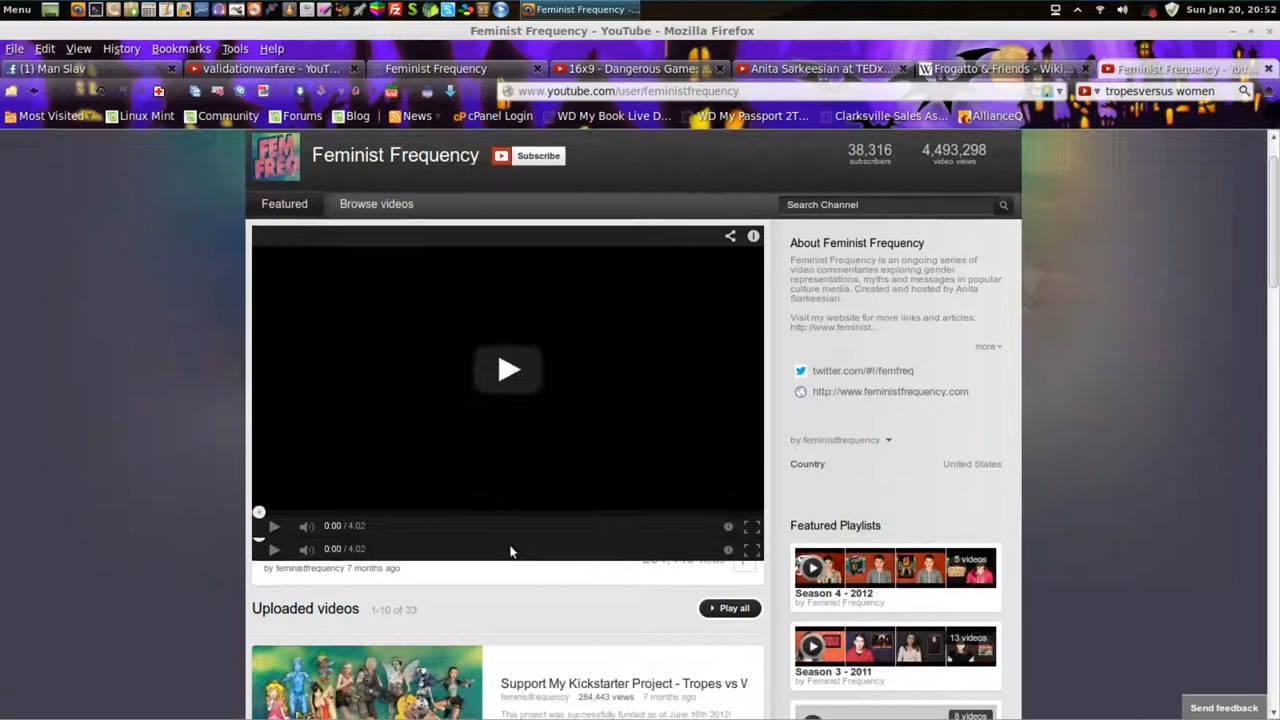 Menu
Feminist Frequency -...
Sun Jan 20, 20:52
Feminist Frequency - YouTube - Mozilla Firefox
File Edit View History Bookmarks Tools Help
(1) Man Slav
validationwarfare - YouT...
Feminist Frequency
16x9 - Dangerous Game: ...
Anita Sarkeesian at TEDx...
Frogatto & Friends - Wiki...
Feminist Frequency - You...
www.youtube.com/user/feministfrequency
tropesversus women
Most Visited
Linux Mint
Community
Forums
Blog
News
cPanel Login
WD My Book Live D...
WD My Passport 2T...
Clarksville Sales As...
AllianceQ
FEM
FREQ
Feminist Frequency
Subscribe
38,316
subscribers
4,493,298
video views
Featured
Browse videos
Search Channel
0:00 / 4:02
0:00 / 4:02
by feministfrequency 7 months ago
Uploaded videos 1-10 of 33
Play all
Support My Kickstarter Project - Tropes vs W
feministfrequency 284,443 views 7 months ago
This project was successfully funded as of June 16th 2012!
About Feminist Frequency
Feminist Frequency is an ongoing series of
video commentaries exploring gender
representations, myths and messages in popular
culture media. Created and hosted by Anita
Sarkeesian.
Visit my website for more links and articles:
http://www.feminist...
more
twitter.com/#!/femfreq
http://www.feministfrequency.com
by feministfrequency
Country United States
Featured Playlists
5 videos
Season 4 - 2012
by Feminist Frequency
13 videos
Season 3 - 2011
by Feminist Frequency
8 videos
Send feedback